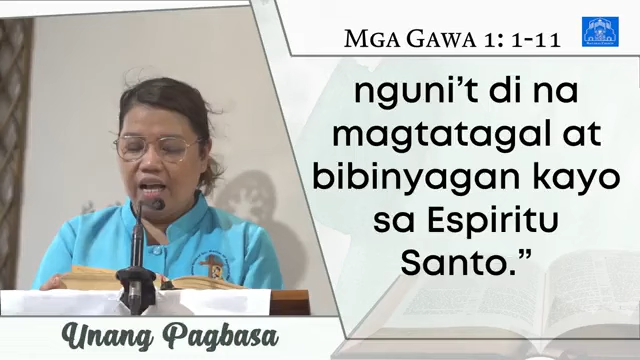 MGA GAWA 1: 1-11
nguni’t di na
magtatagal at
bibinyagan kayo
sa Espiritu
Santo.”
Unang Pagbasa